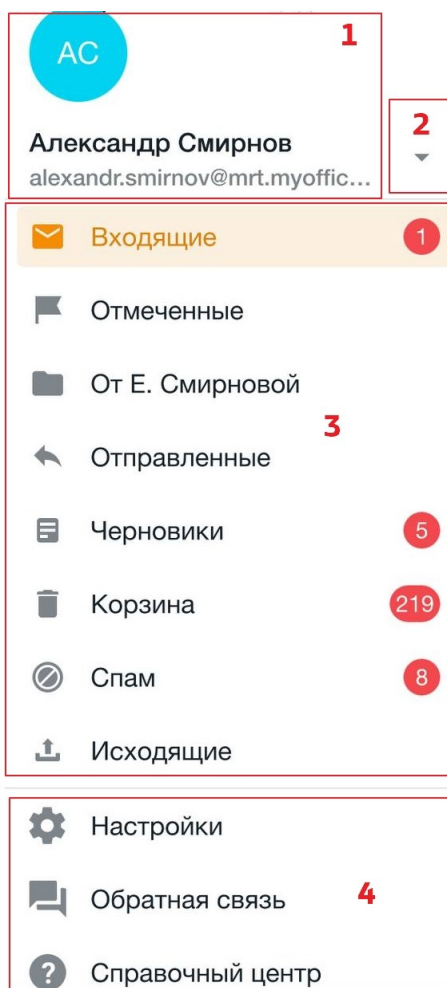 1
АС
2
Александр Смирнов
alexandr.smirnov@mrt.myoffic...
Входящие 1
Отмеченные
От Е. Смирновой
3
Отправленные
Черновики 5
Корзина 219
Спам 8
Исходящие
Настройки
Обратная связь 4
? Справочный центр